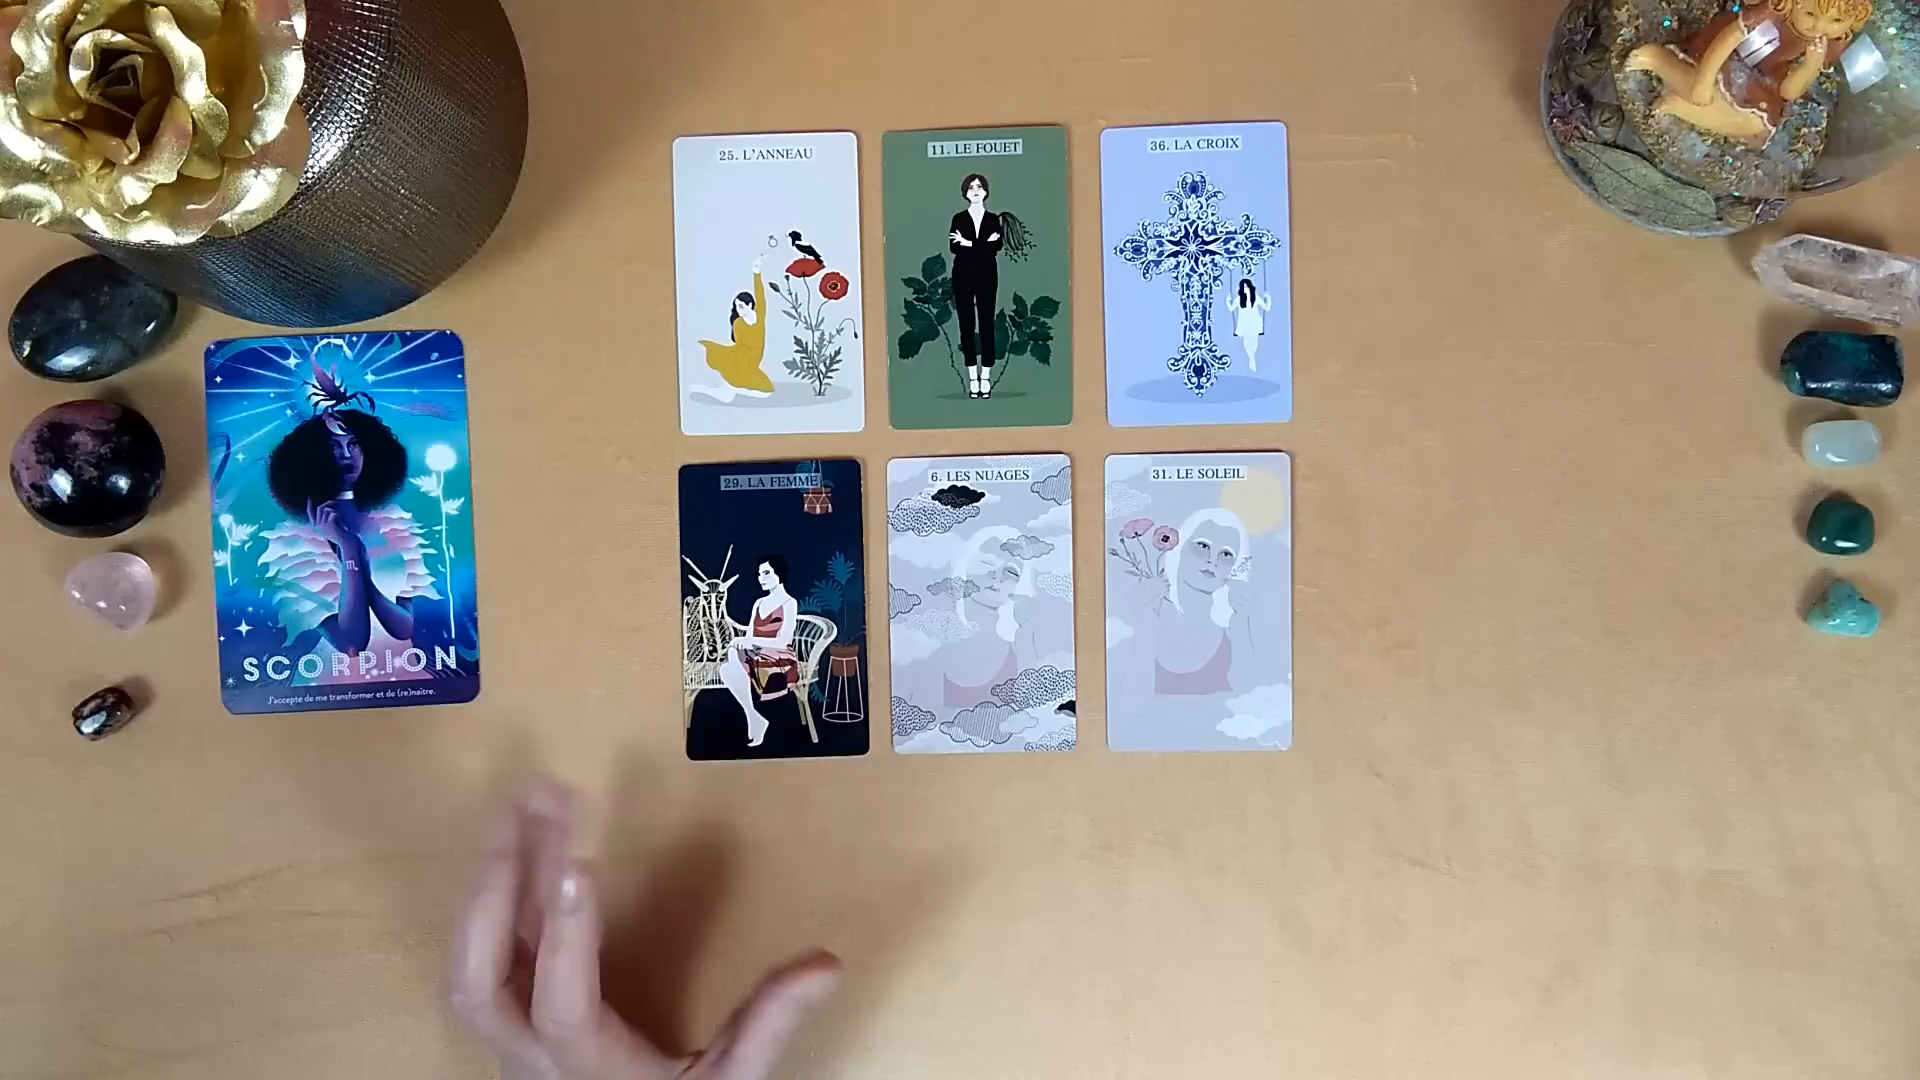 25. L'ANNEAU
11. LE FOUET
36. LA CROIX
29. LA FEMME
6. LES NUAGES
31. LE SOLEIL
SCORPION
J'accepte de me transformer et de (re)naître.